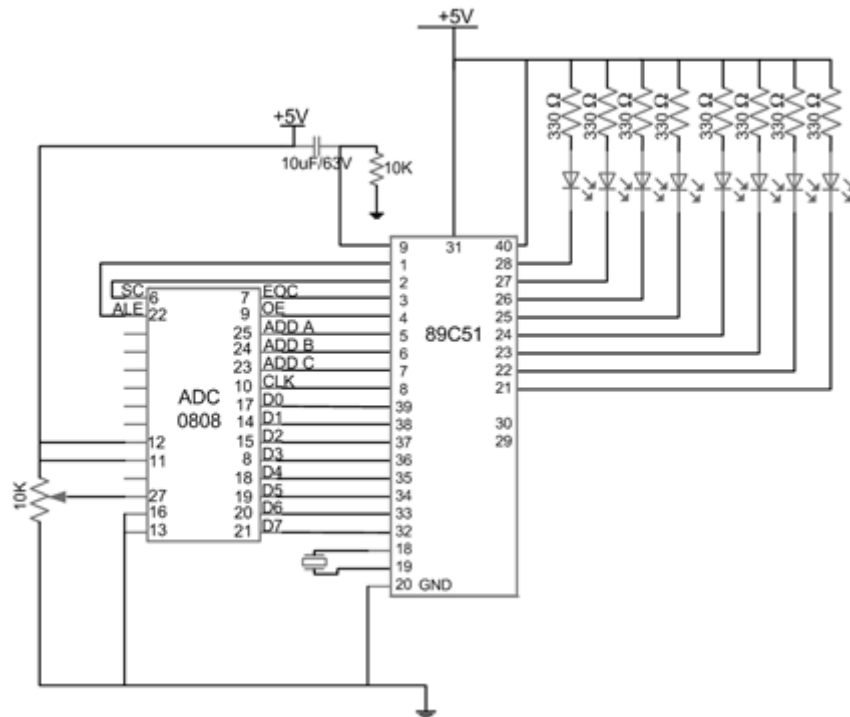 +5V
330 Ω
330 Ω
330 Ω
330 Ω
330 Ω
330 Ω
330 Ω
330 Ω
+5V
10uF/63V
10K
9 31 40
1 28
2 27
SC 6 7 EOC 3 26
ALE 22 9 OE 4 25
25 ADD A 5 89C51 24
24 ADD B 6 23
23 ADD C 7 22
ADC 10 CLK 8 21
0808 17 D0 39
14 D1 38 30
12 15 D2 37 29
11 8 D3 36
18 D4 35
10K 27 19 D5 34
16 20 D6 33
13 21 D7 32
18
19
20 GND